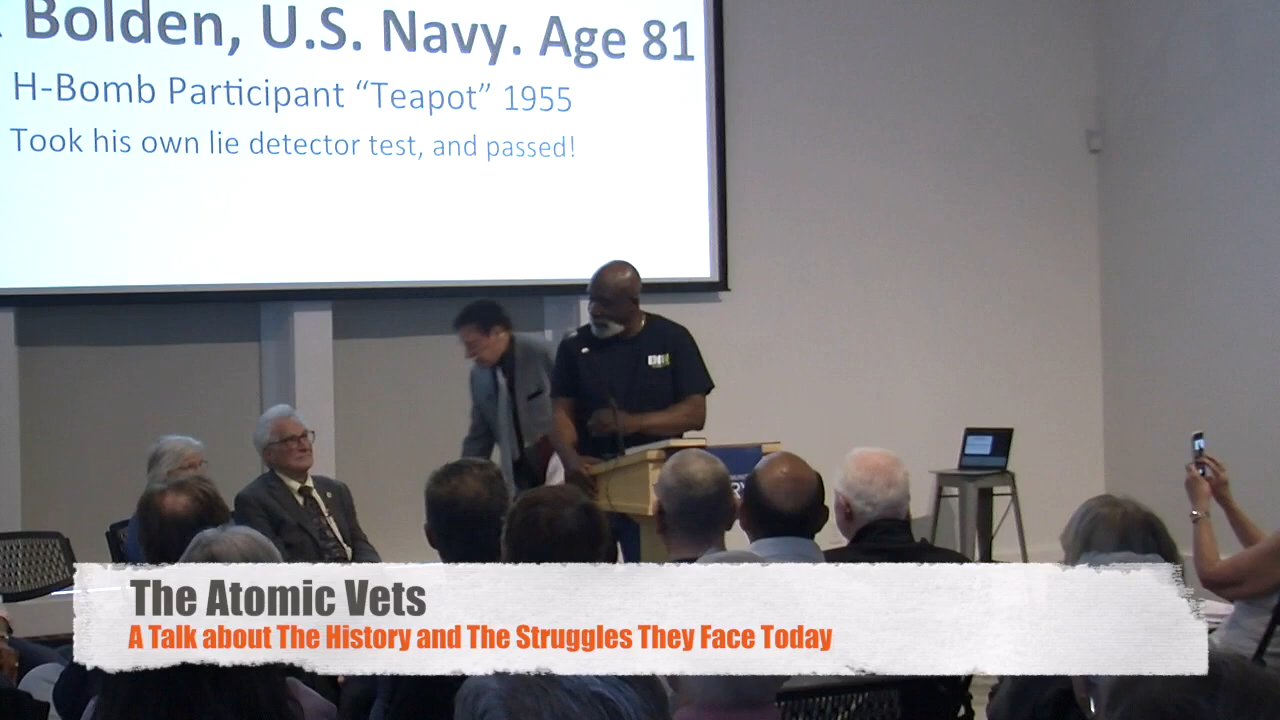 Bolden, U.S. Navy. Age 81
H-Bomb Participant “Teapot” 1955
Took his own lie detector test, and passed!
The Atomic Vets
A Talk about The History and The Struggles They Face Today